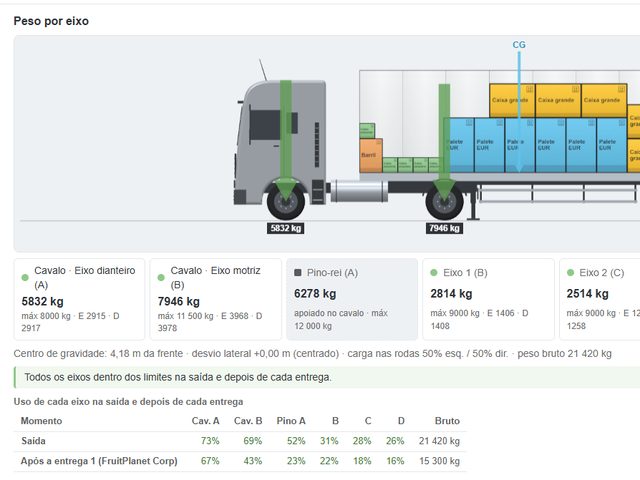 Peso por eixo
CG
Caixa grande
Caixa grande
Caixa grande
Barril
Palete EUR
Palete EUR
Palete EUR
Palete EUR
Palete EUR
Palete EUR
5832 kg
7946 kg
Cavalo · Eixo dianteiro (A)
5832 kg
máx 8000 kg · E 2915 · D 2917
Cavalo · Eixo motriz (B)
7946 kg
máx 11 500 kg · E 3968 · D 3978
Pino-rei (A)
6278 kg
apoiado no cavalo · máx 12 000 kg
Eixo 1 (B)
2814 kg
máx 9000 kg · E 1406 · D 1408
Eixo 2 (C)
2514 kg
máx 9000 kg · E 12
1258
Centro de gravidade: 4,18 m da frente · desvio lateral +0,00 m (centrado) · carga nas rodas 50% esq. / 50% dir. · peso bruto 21 420 kg
Todos os eixos dentro dos limites na saída e depois de cada entrega.
Uso de cada eixo na saída e depois de cada entrega
Momento Cav. A Cav. B Pino A B C D Bruto
Saída 73% 69% 52% 31% 28% 26% 21 420 kg
Após a entrega 1 (FruitPlanet Corp) 67% 43% 23% 22% 18% 16% 15 300 kg